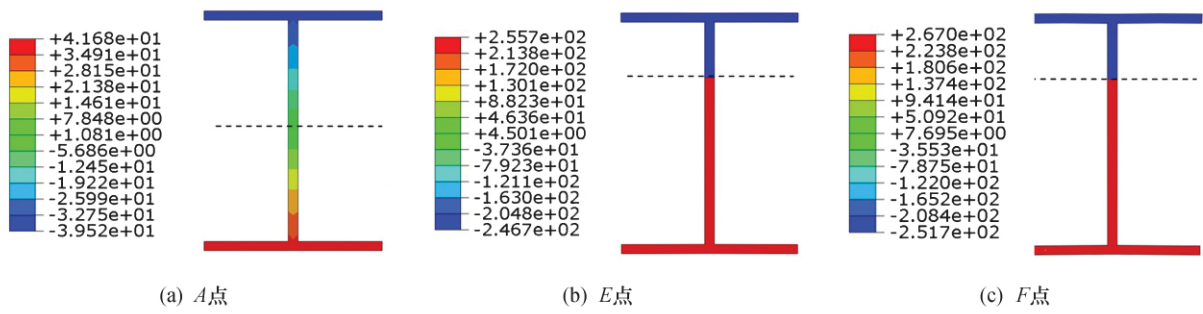 +4.168e+01
+3.491e+01
+2.815e+01
+2.138e+01
+1.461e+01
+7.848e+00
+1.081e+00
-5.686e+00
-1.245e+01
-1.922e+01
-2.599e+01
-3.275e+01
-3.952e+01
(a) A点
+2.557e+02
+2.138e+02
+1.720e+02
+1.302e+02
+8.823e+01
+4.636e+01
+4.501e+00
-3.736e+01
-7.923e+01
-1.211e+02
-1.630e+02
-2.048e+02
-2.467e+02
(b) E点
+2.670e+02
+2.238e+02
+1.806e+02
+1.374e+02
+9.414e+01
+5.092e+01
+7.695e+00
-3.553e+01
-7.875e+01
-1.220e+02
-1.652e+02
-2.084e+02
-2.517e+02
(c) F点